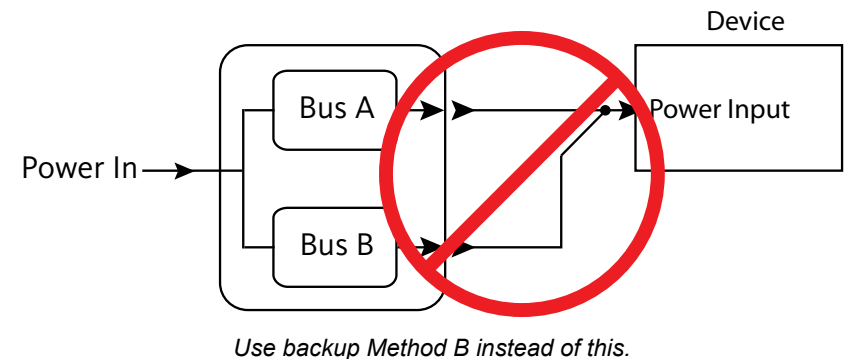 Device
Bus A
Power Input
Power In
Bus B
Use backup Method B instead of this.